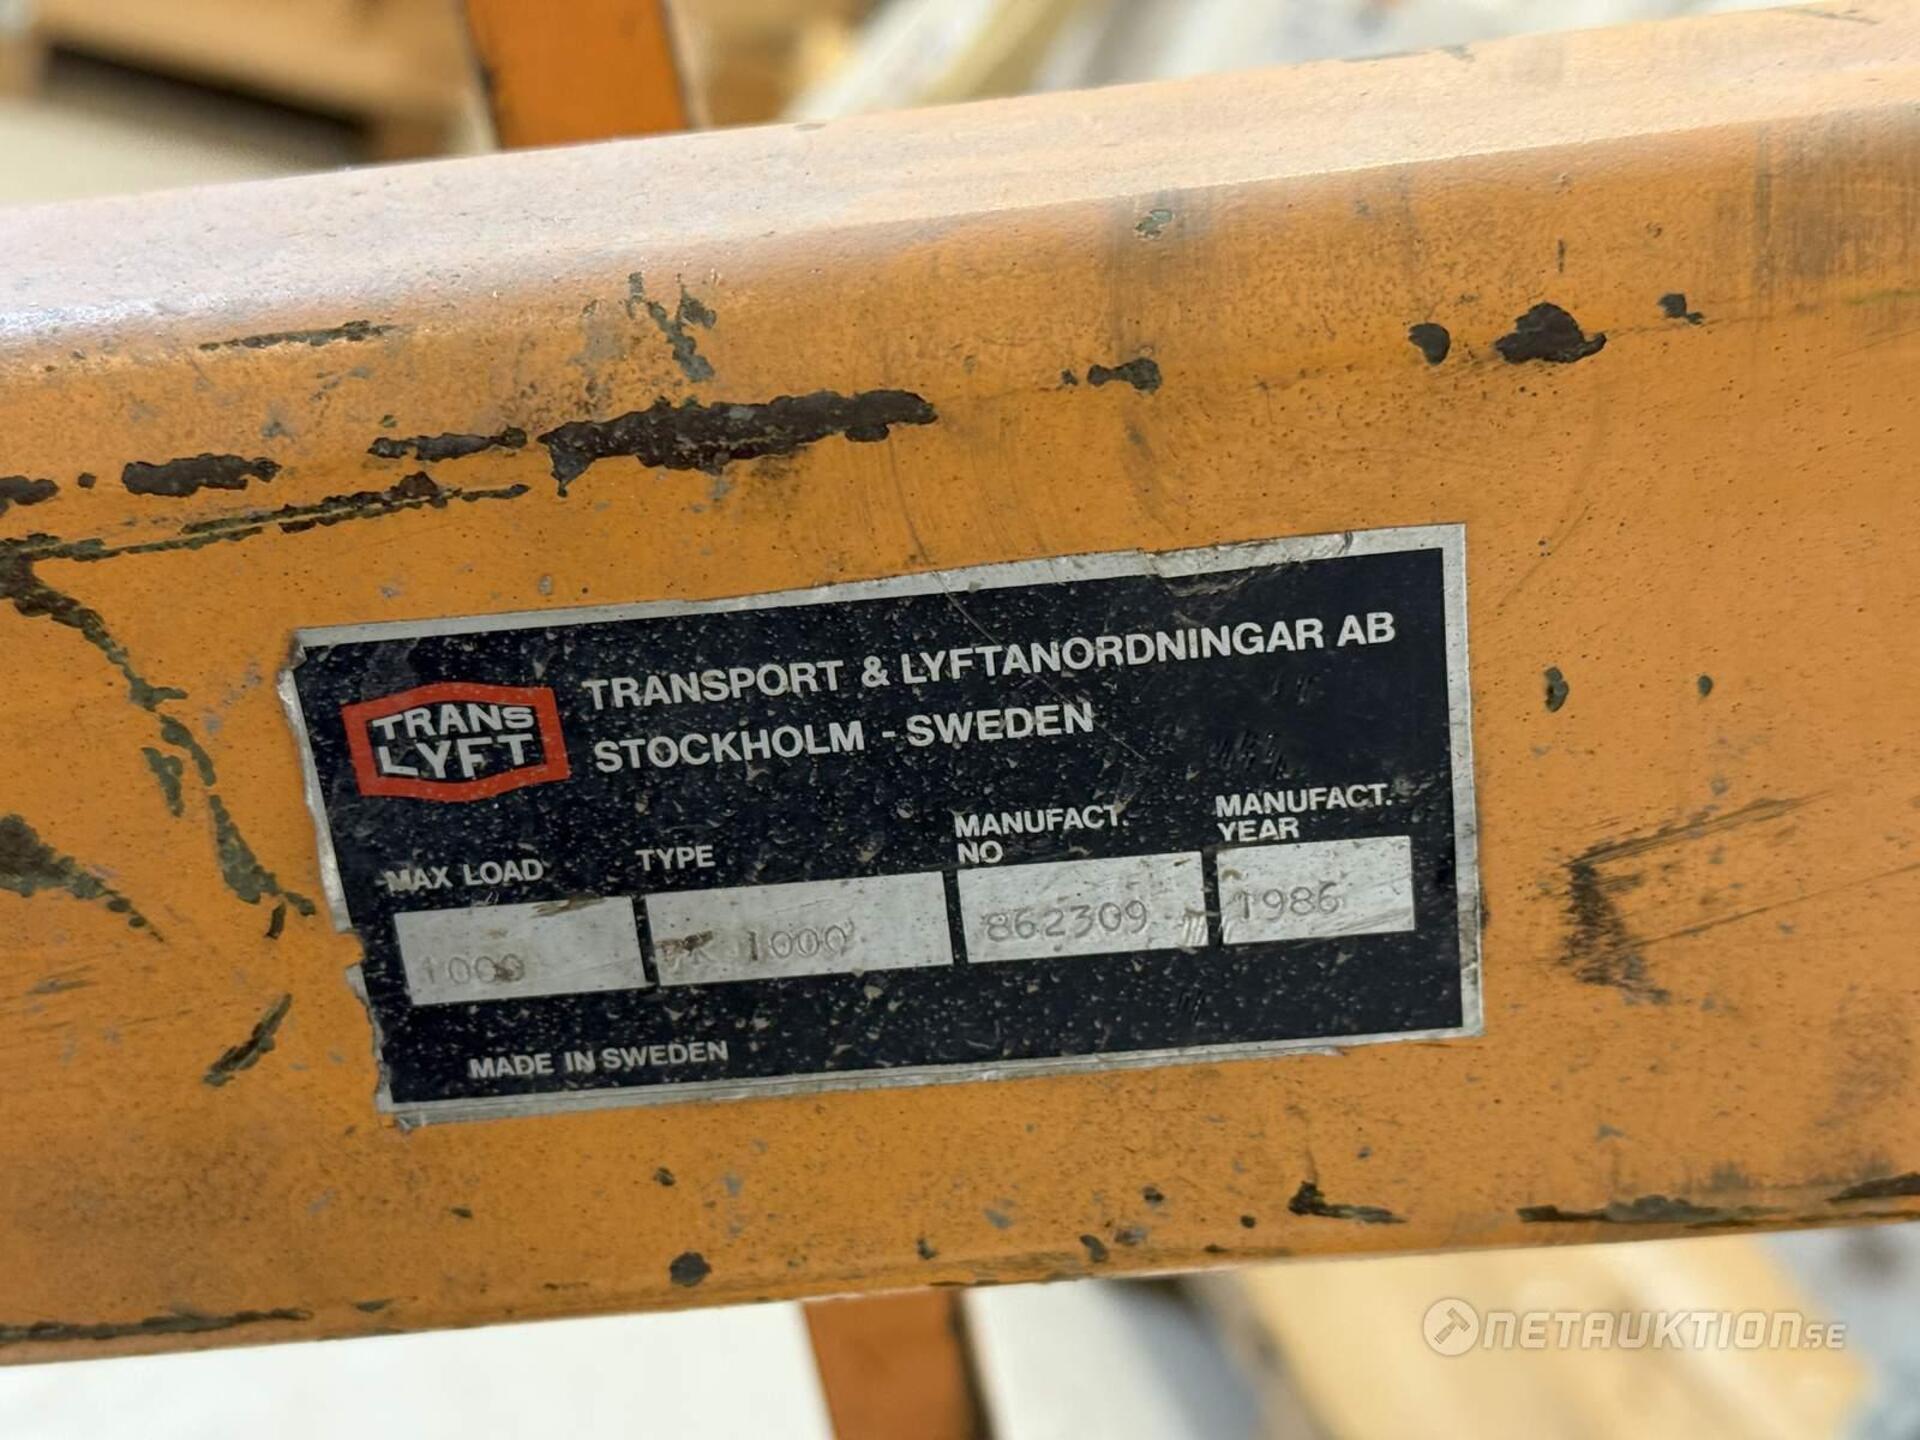 TRANS
LYFT
TRANSPORT & LYFTANORDNINGAR AB
STOCKHOLM - SWEDEN
MAX LOAD
TYPE
MANUFACT.
NO
MANUFACT.
YEAR
1000
1000
862309
1986
MADE IN SWEDEN
NETAUKTION.SE